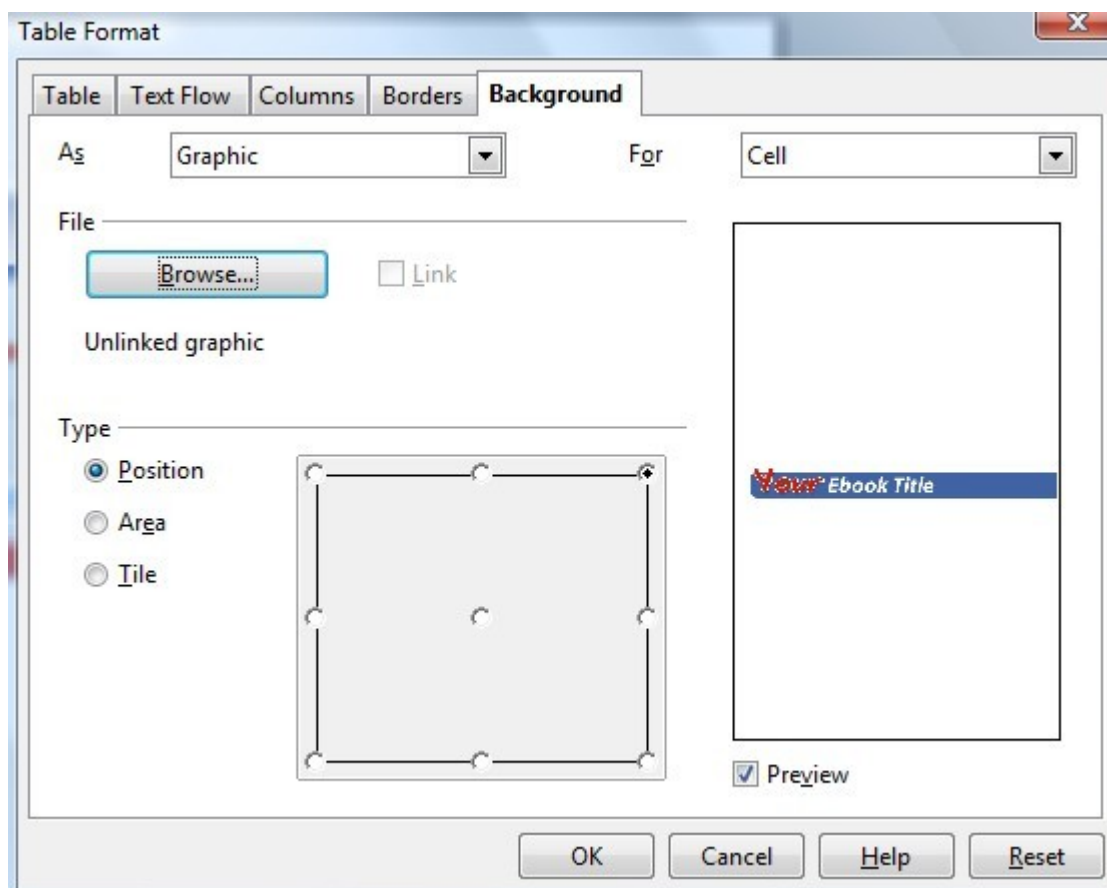 Table Format
Table Text Flow Columns Borders Background
As Graphic For Cell
File
Browse... Link
Unlinked graphic
Type
Position
Area
Tile
Your Ebook Title
Preview
OK Cancel Help Reset